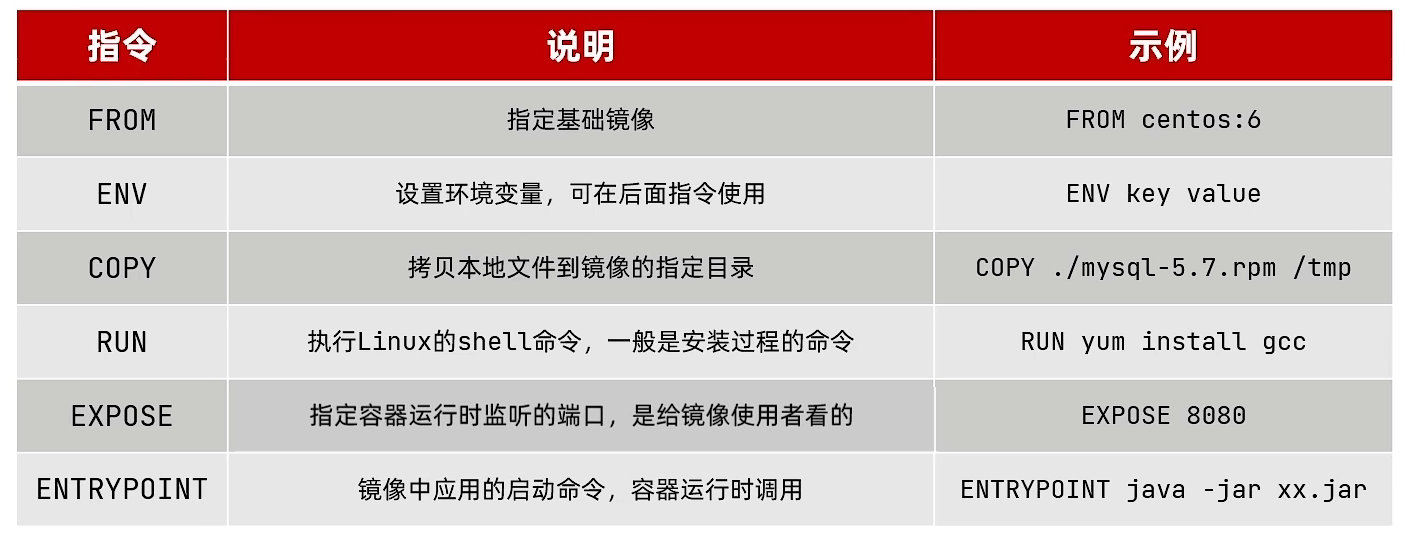 指令 说明 示例
FROM 指定基础镜像 FROM centos:6
ENV 设置环境变量，可在后面指令使用 ENV key value
COPY 拷贝本地文件到镜像的指定目录 COPY ./mysql-5.7.rpm /tmp
RUN 执行Linux的shell命令，一般是安装过程的命令 RUN yum install gcc
EXPOSE 指定容器运行时监听的端口，是给镜像使用者看的 EXPOSE 8080
ENTRYPOINT 镜像中应用的启动命令，容器运行时调用 ENTRYPOINT java -jar xx.jar